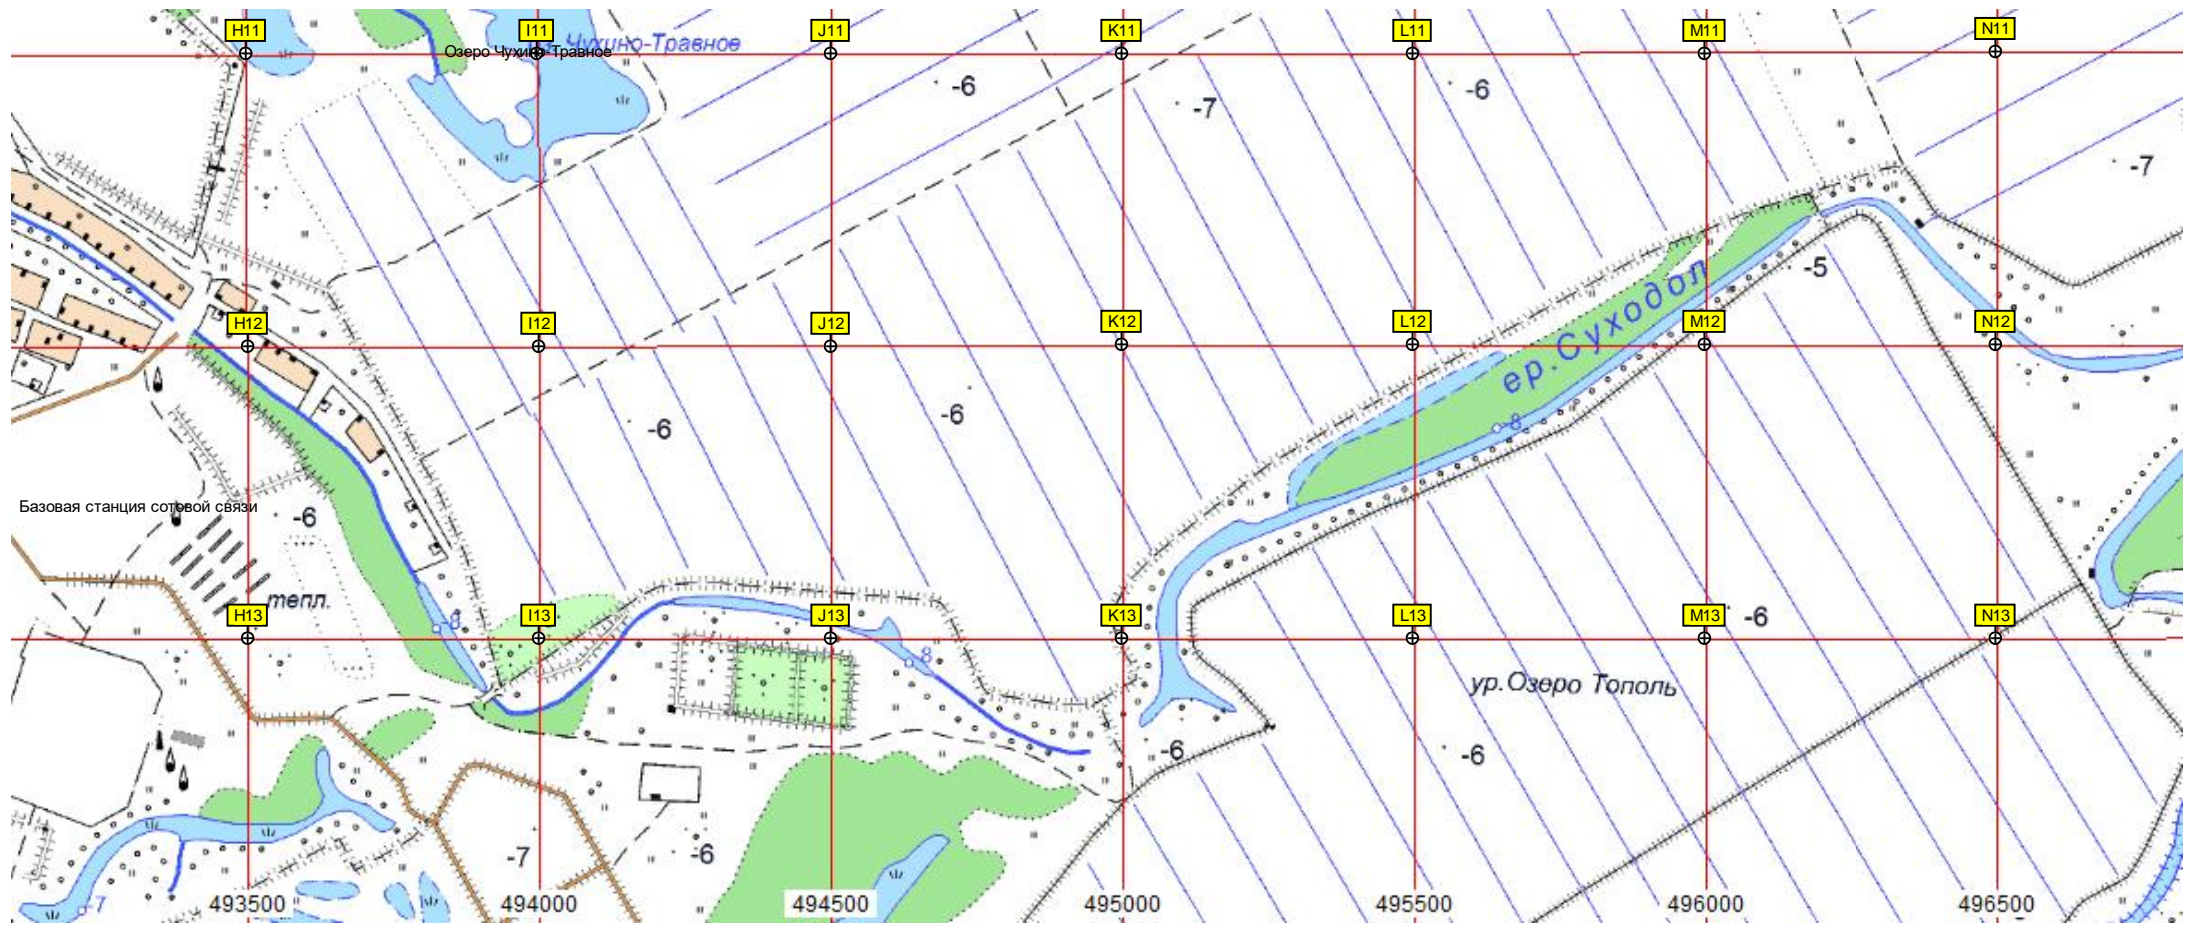 H11
I11
J11
K11
L11
M11
N11
Чухино-Травное
Озеро Чухино-Травное
-6
-7
-6
-7
-5
ер.Суходол
H12
I12
J12
K12
L12
M12
N12
-6
-6
-8
Базовая станция сотовой связи
-6
тепл.
H13
I13
J13
K13
L13
M13
N13
-8
-8
-6
ур.Озеро Тополь
-6
-6
-7
-6
-7
493500
494000
494500
495000
495500
496000
496500